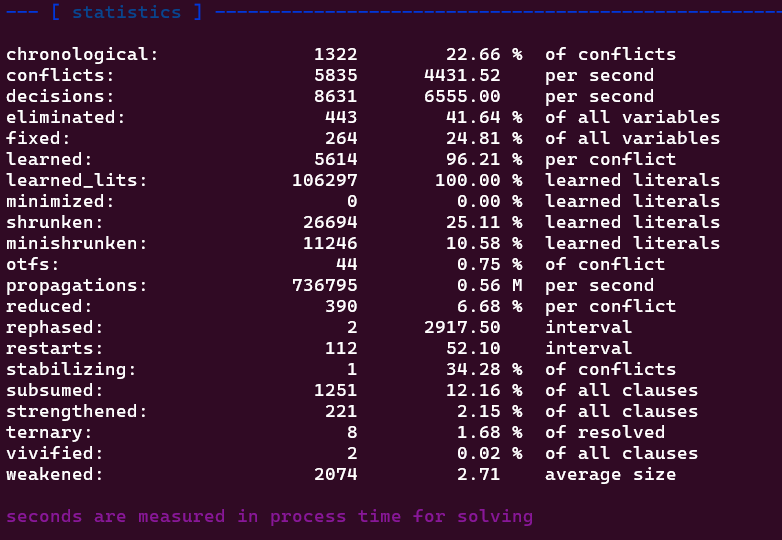 --- [ statistics ] ----------------------------------------------------
chronological: 1322 22.66 % of conflicts
conflicts: 5835 4431.52 per second
decisions: 8631 6555.00 per second
eliminated: 443 41.64 % of all variables
fixed: 264 24.81 % of all variables
learned: 5614 96.21 % per conflict
learned_lits: 106297 100.00 % learned literals
minimized: 0 0.00 % learned literals
shrunken: 26694 25.11 % learned literals
minishrunken: 11246 10.58 % learned literals
otfs: 44 0.75 % of conflict
propagations: 736795 0.56 M per second
reduced: 390 6.68 % per conflict
rephased: 2 2917.50 interval
restarts: 112 52.10 interval
stabilizing: 1 34.28 % of conflicts
subsumed: 1251 12.16 % of all clauses
strengthened: 221 2.15 % of all clauses
ternary: 8 1.68 % of resolved
vivified: 2 0.02 % of all clauses
weakened: 2074 2.71 average size
seconds are measured in process time for solving